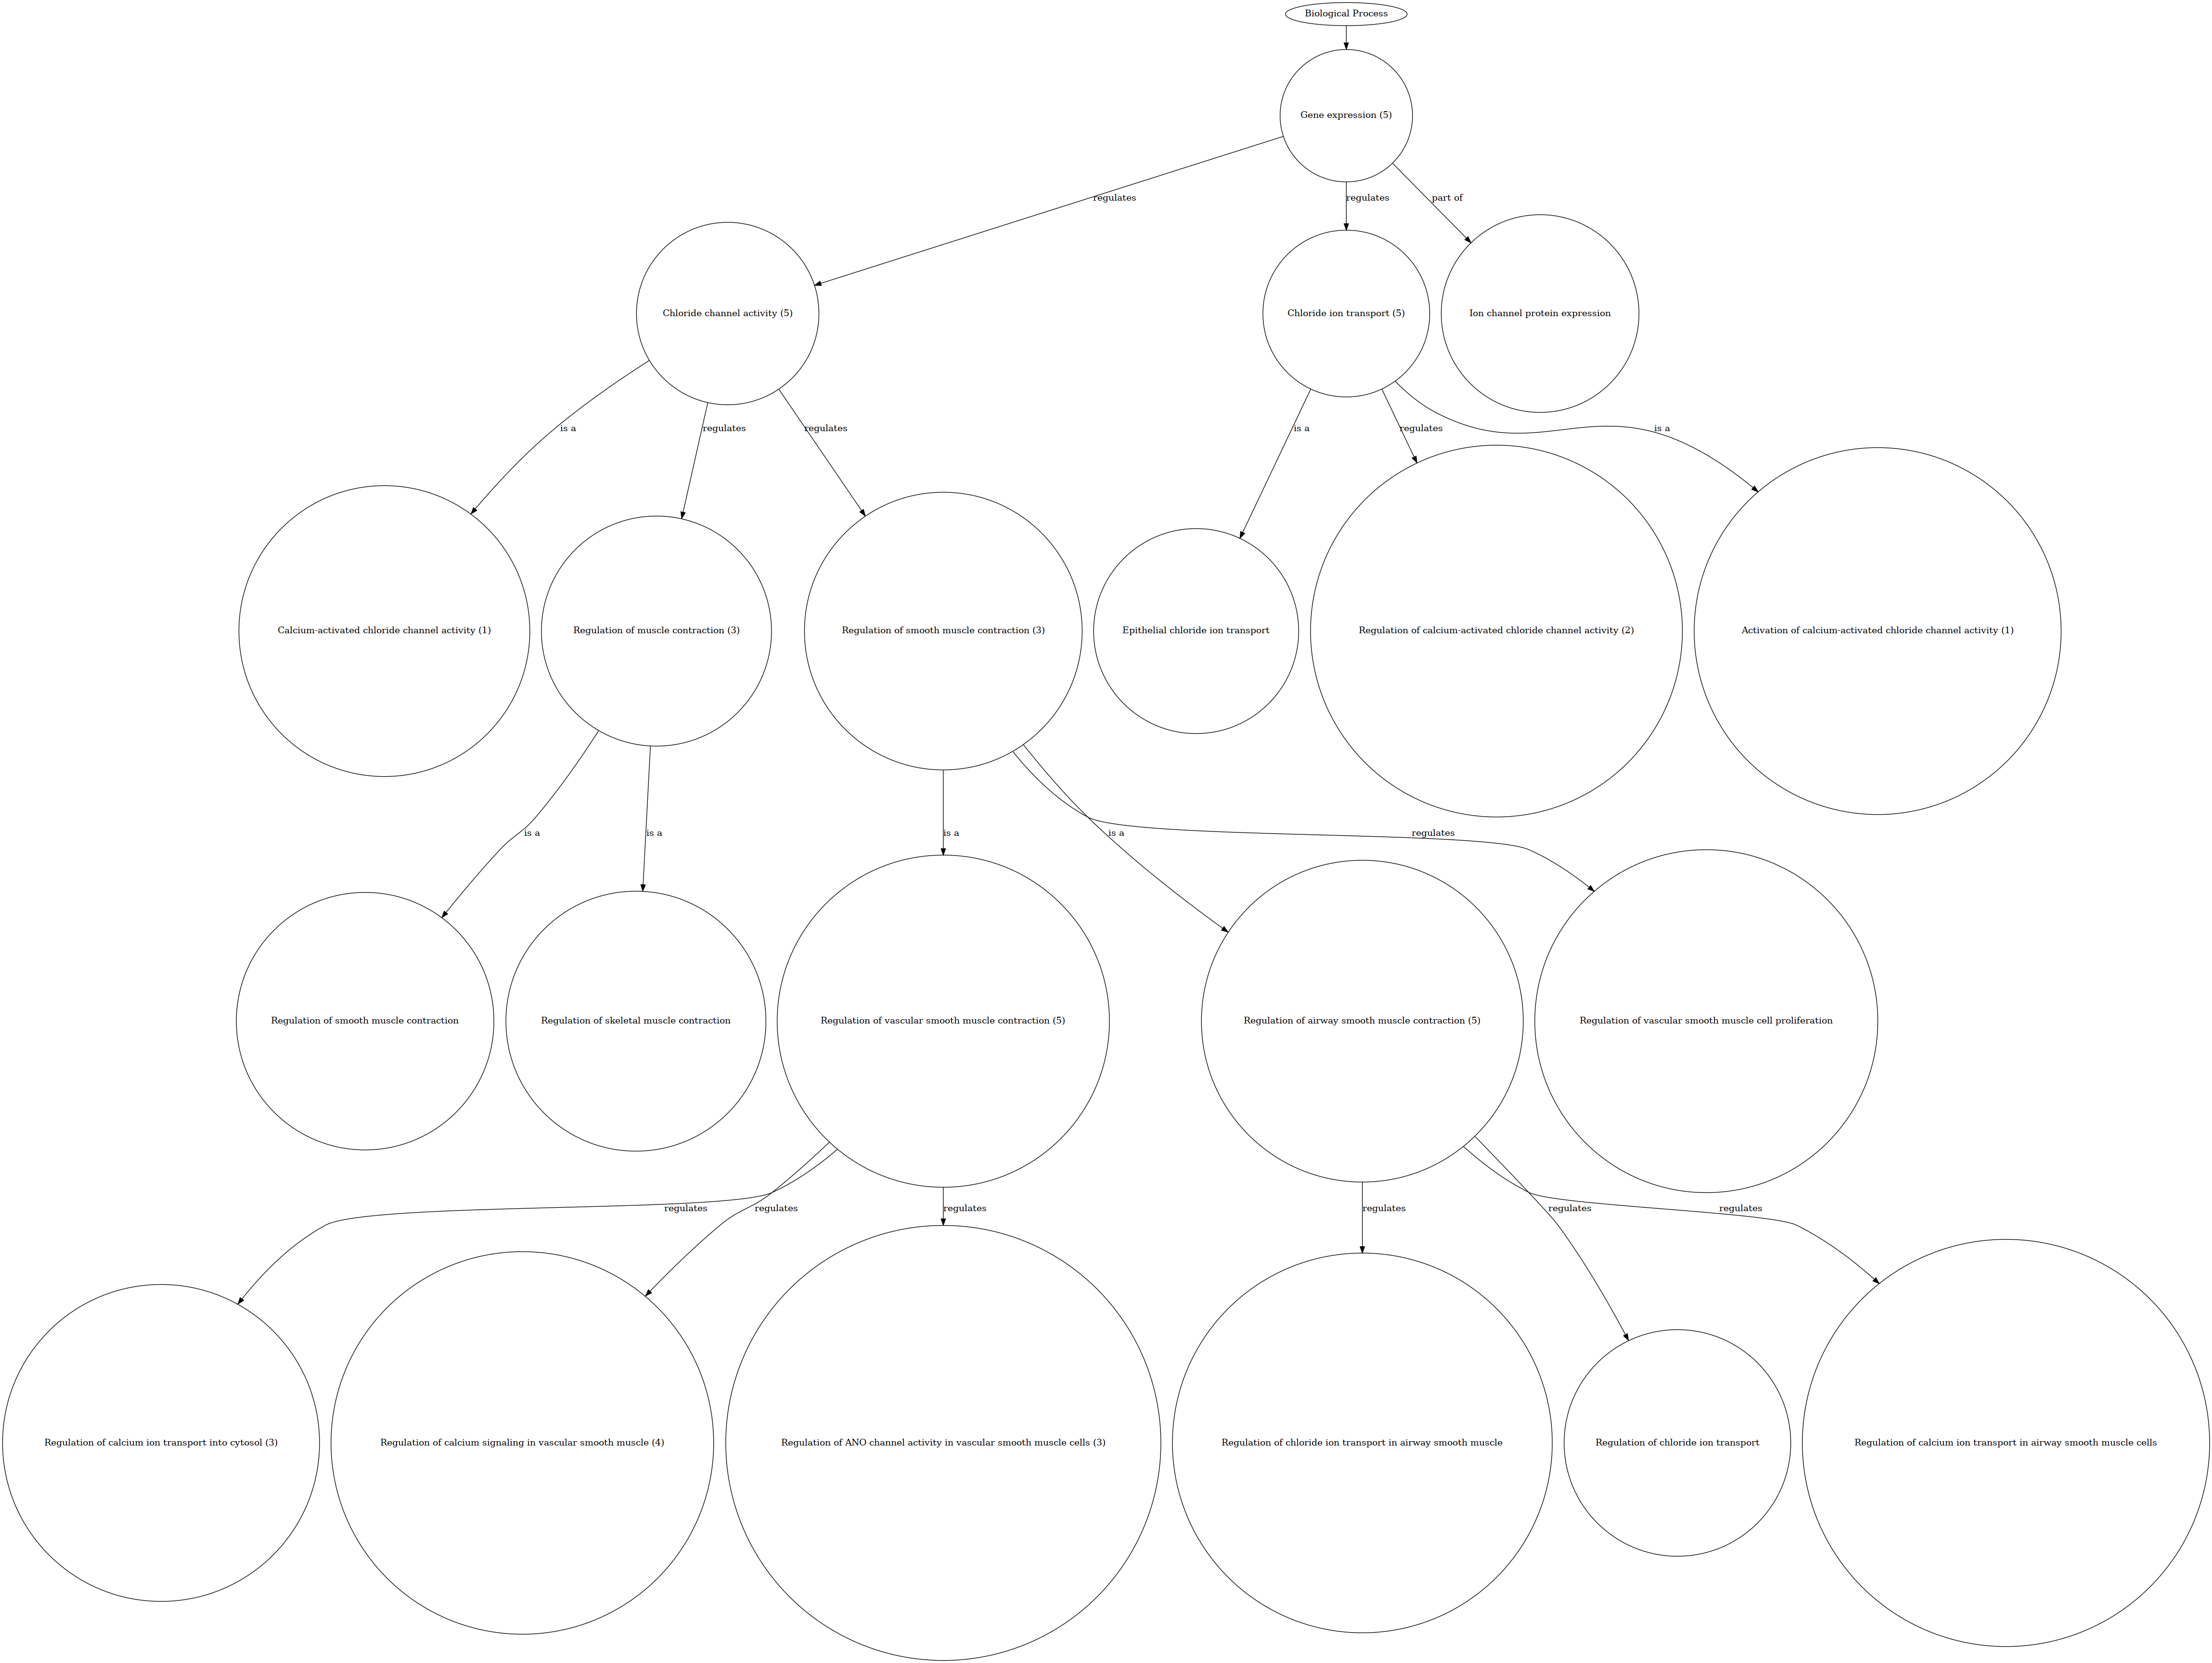 Biological Process
Gene expression (5)
regulates
regulates
part of
Chloride channel activity (5)
Chloride ion transport (5)
Ion channel protein expression
is a
regulates
regulates
is a
regulates
is a
Calcium-activated chloride channel activity (1)
Regulation of muscle contraction (3)
Regulation of smooth muscle contraction (3)
Epithelial chloride ion transport
Regulation of calcium-activated chloride channel activity (2)
Activation of calcium-activated chloride channel activity (1)
is a
is a
is a
is a
regulates
Regulation of smooth muscle contraction
Regulation of skeletal muscle contraction
Regulation of vascular smooth muscle contraction (5)
Regulation of airway smooth muscle contraction (5)
Regulation of vascular smooth muscle cell proliferation
regulates
regulates
regulates
regulates
regulates
regulates
Regulation of calcium ion transport into cytosol (3)
Regulation of calcium signaling in vascular smooth muscle (4)
Regulation of ANO channel activity in vascular smooth muscle cells (3)
Regulation of chloride ion transport in airway smooth muscle
Regulation of chloride ion transport
Regulation of calcium ion transport in airway smooth muscle cells